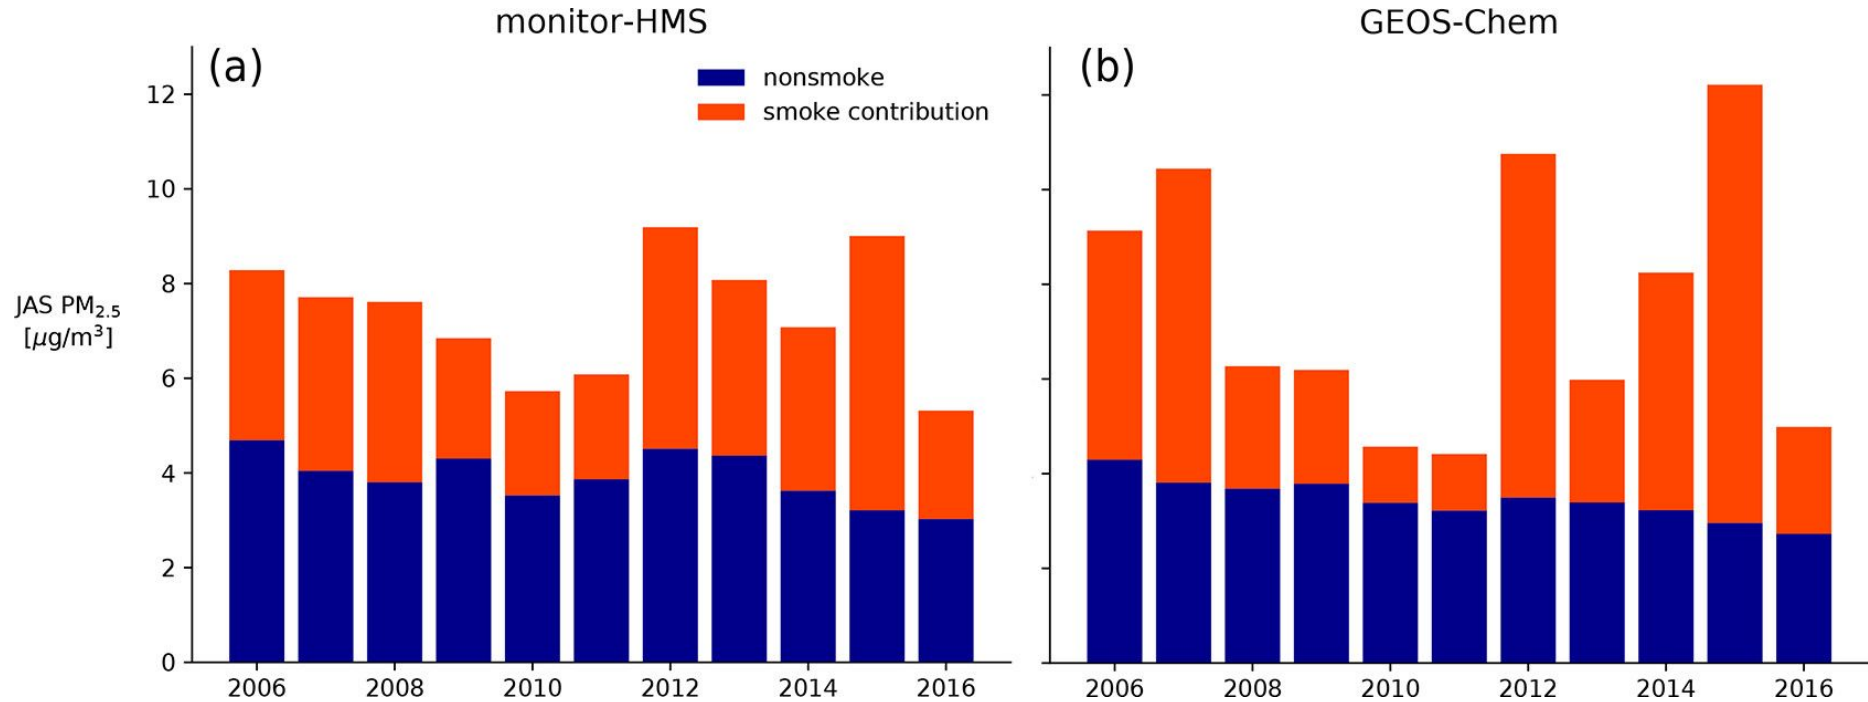 monitor-HMS
(a)
nonsmoke
smoke contribution
12
10
8
6
4
2
0
JAS PM2.5
[μg/m³]
2006 2008 2010 2012 2014 2016
GEOS-Chem
(b)
2006 2008 2010 2012 2014 2016